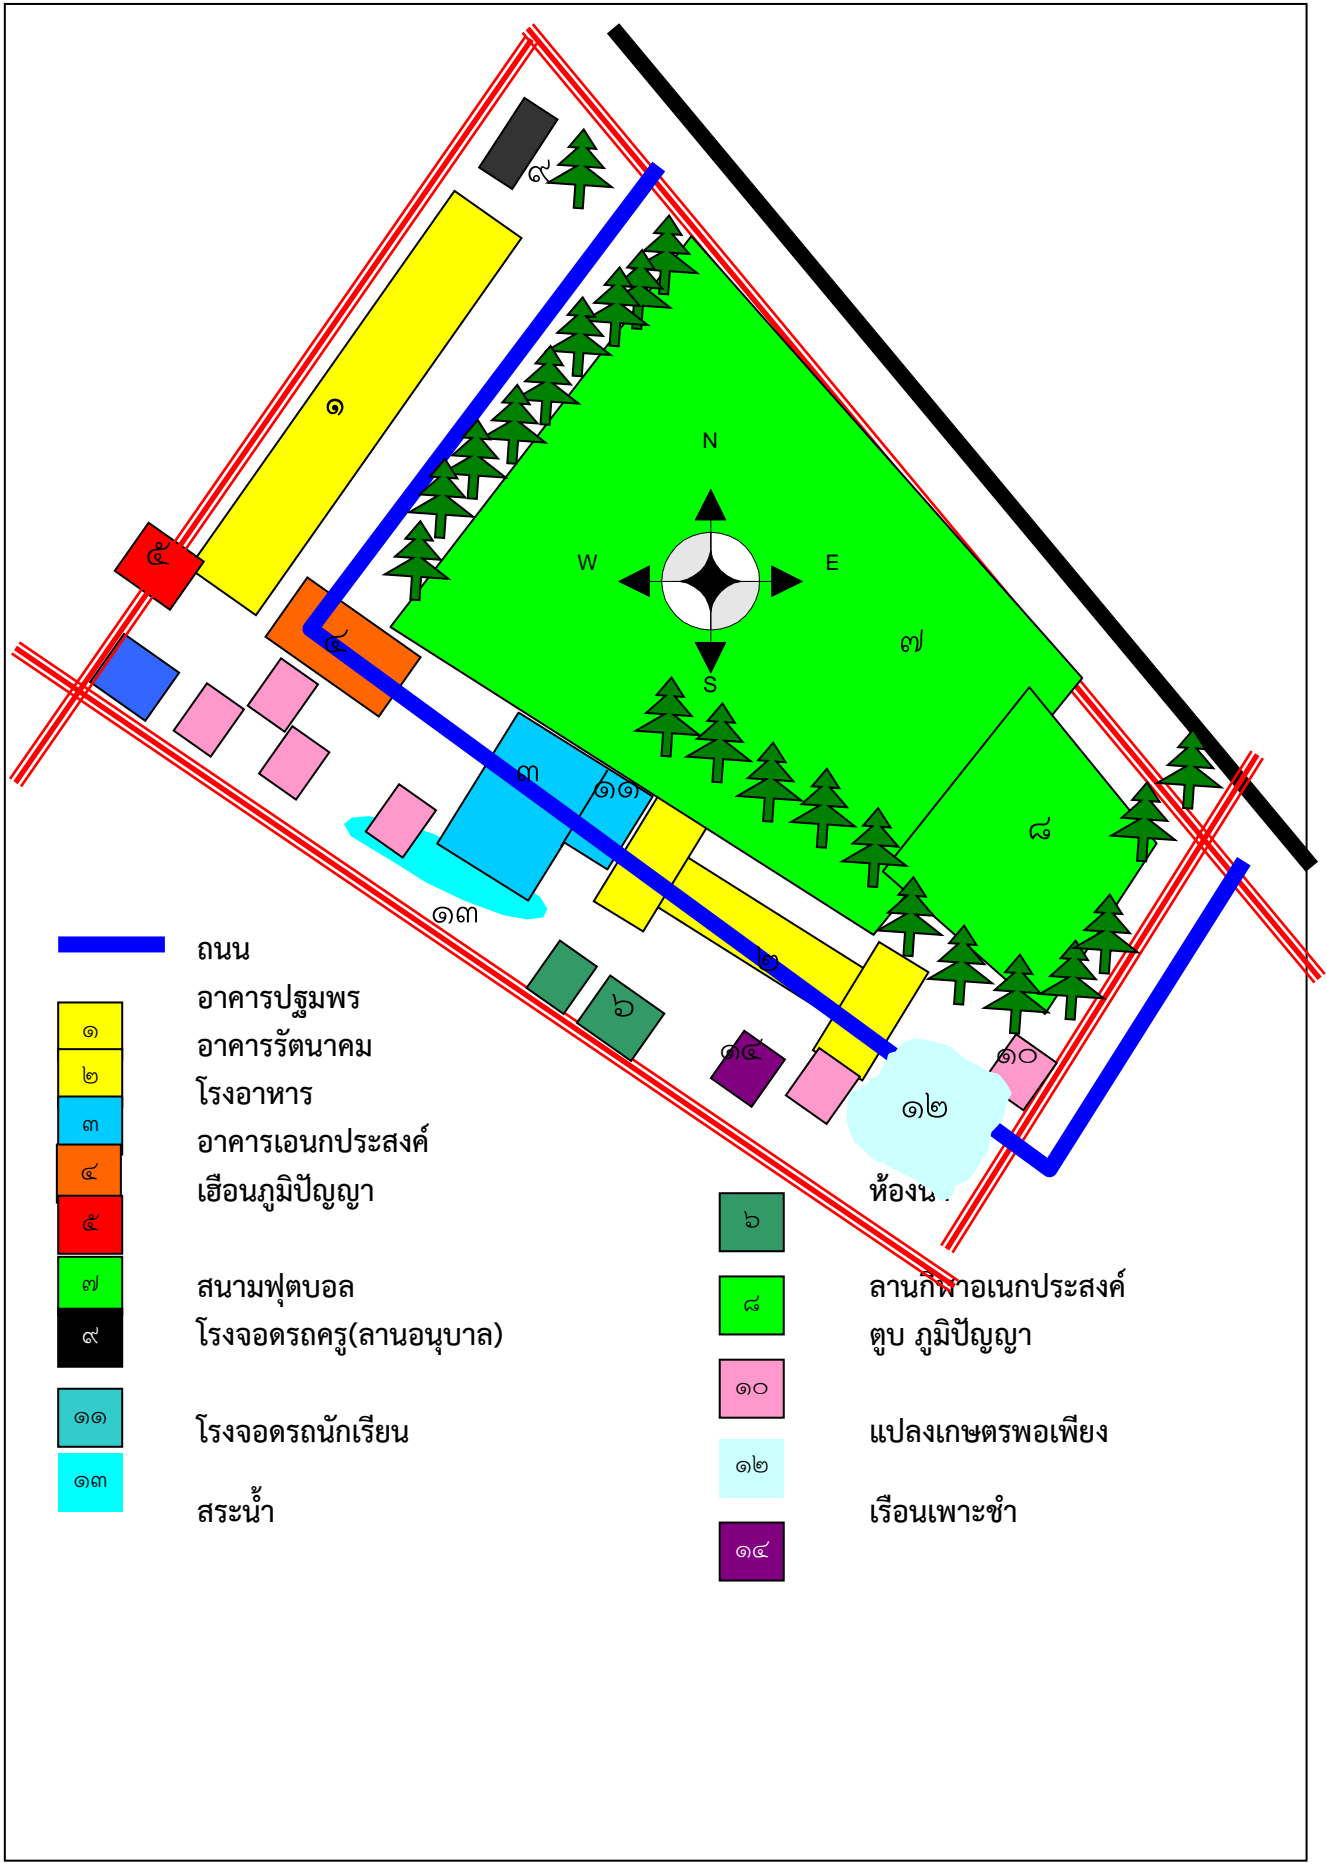 ๙
๑
N
W
E
๕
๔
๗
S
๓
๑๑
๘
๑๓
ถนน
๒
อาคารปฐมพร
๖
๑
อาคารรัตนาคม
๑๔
๑๐
๒
โรงอาหาร
๑๒
๓
อาคารเอนกประสงค์
๔
เฮือนภูมิปัญญา
๕
๖
๗
สนามฟุตบอล
ลานกีฬาอเนกประสงค์
๘
๙
โรงจอดรถครู(ลานอนุบาล)
ตูบ ภูมิปัญญา
๑๐
๑๑
โรงจอดรถนักเรียน
แปลงเกษตรพอเพียง
๑๒
๑๓
สระน้ำ
เรือนเพาะชำ
๑๔